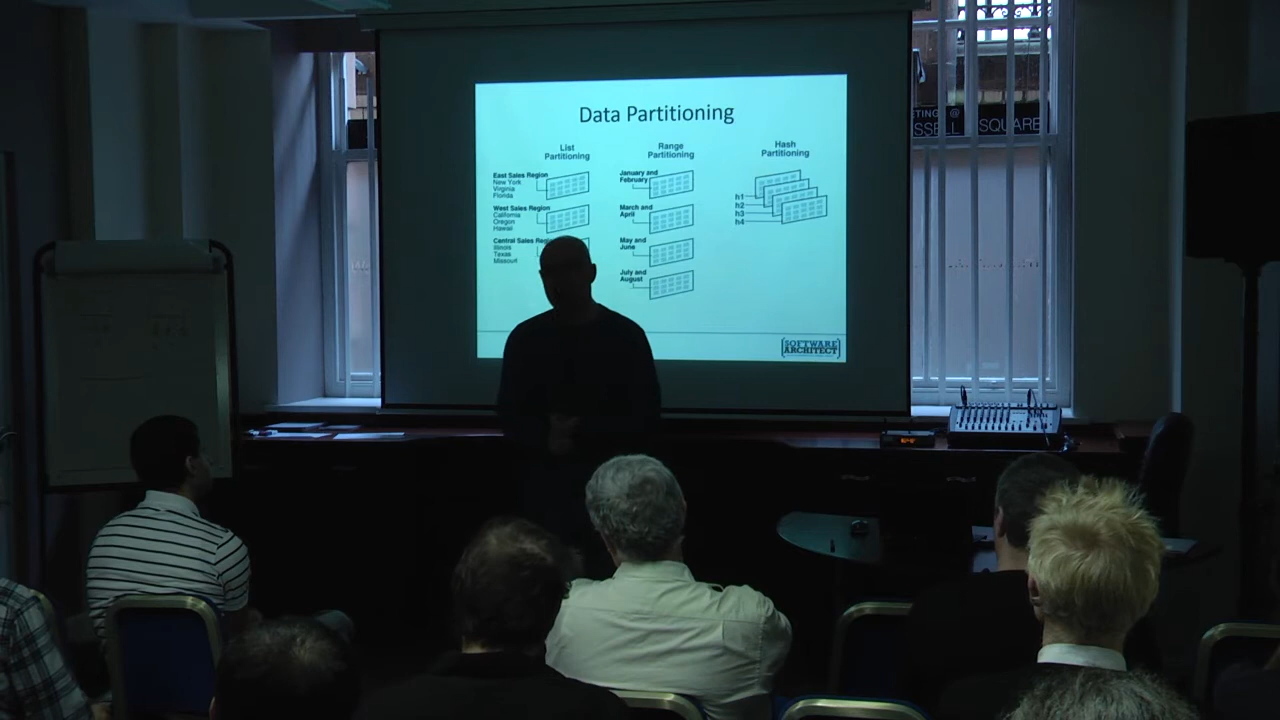 Data Partitioning
List
Partitioning
East Sales Region
New York
Virginia
Florida
West Sales Region
California
Oregon
Hawaii
Central Sales Reg
Illinois
Texas
Missouri
Range
Partitioning
January and
February
March and
April
May and
June
July and
August
Hash
Partitioning
h1
h2
h3
h4
SOFTWARE
ARCHITECT
TING @
SSELL SQUARE